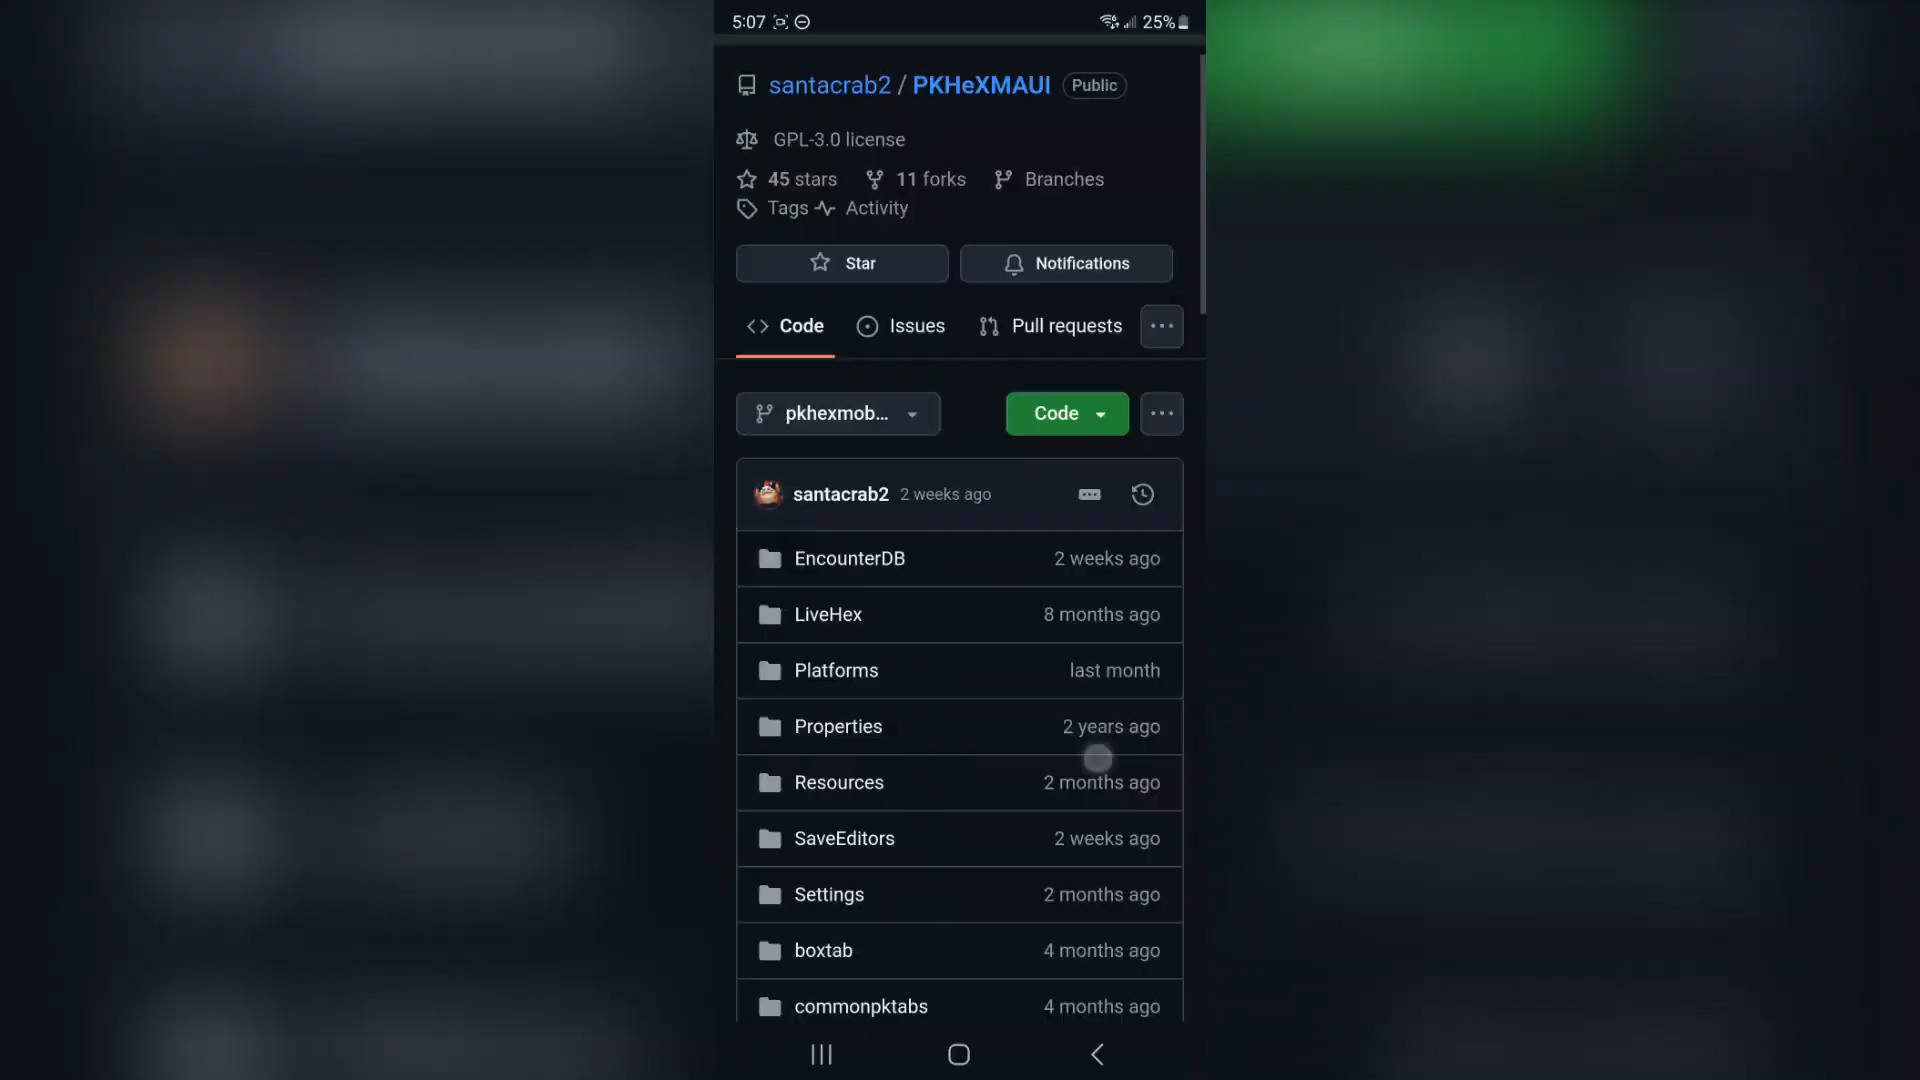 5:07 25%
santacrab2 / PKHeXMAUI Public
GPL-3.0 license
45 stars 11 forks Branches
Tags Activity
Star Notifications
Code Issues Pull requests
pkhexmob... Code
santacrab2 2 weeks ago
EncounterDB 2 weeks ago
LiveHex 8 months ago
Platforms last month
Properties 2 years ago
Resources 2 months ago
SaveEditors 2 weeks ago
Settings 2 months ago
boxtab 4 months ago
commonpktabs 4 months ago